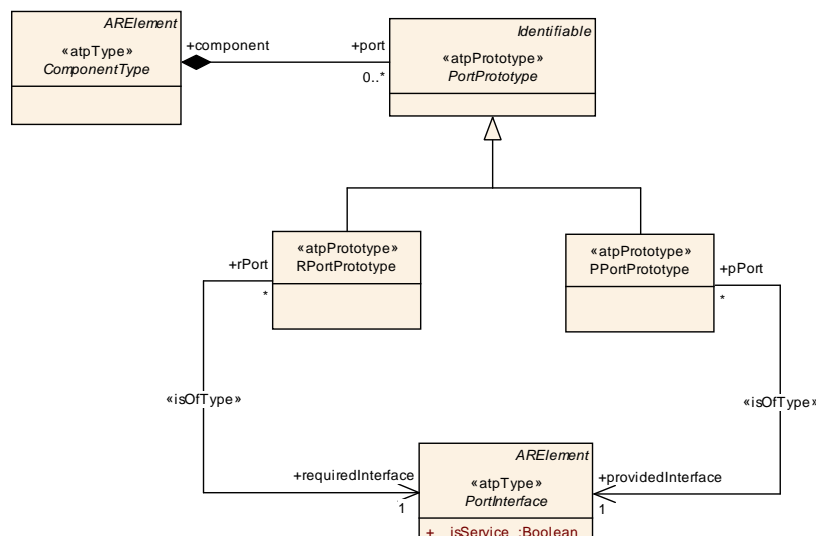 ARElement
«atpType»
ComponentType
+component
+port
0..*
Identifiable
«atpPrototype»
PortPrototype
«atpPrototype»
RPortPrototype
+rPort
*
«atpPrototype»
PPortPrototype
+pPort
*
«isOfType»
«isOfType»
+requiredInterface
1
ARElement
«atpType»
PortInterface
+ isService :Boolean
+providedInterface
1